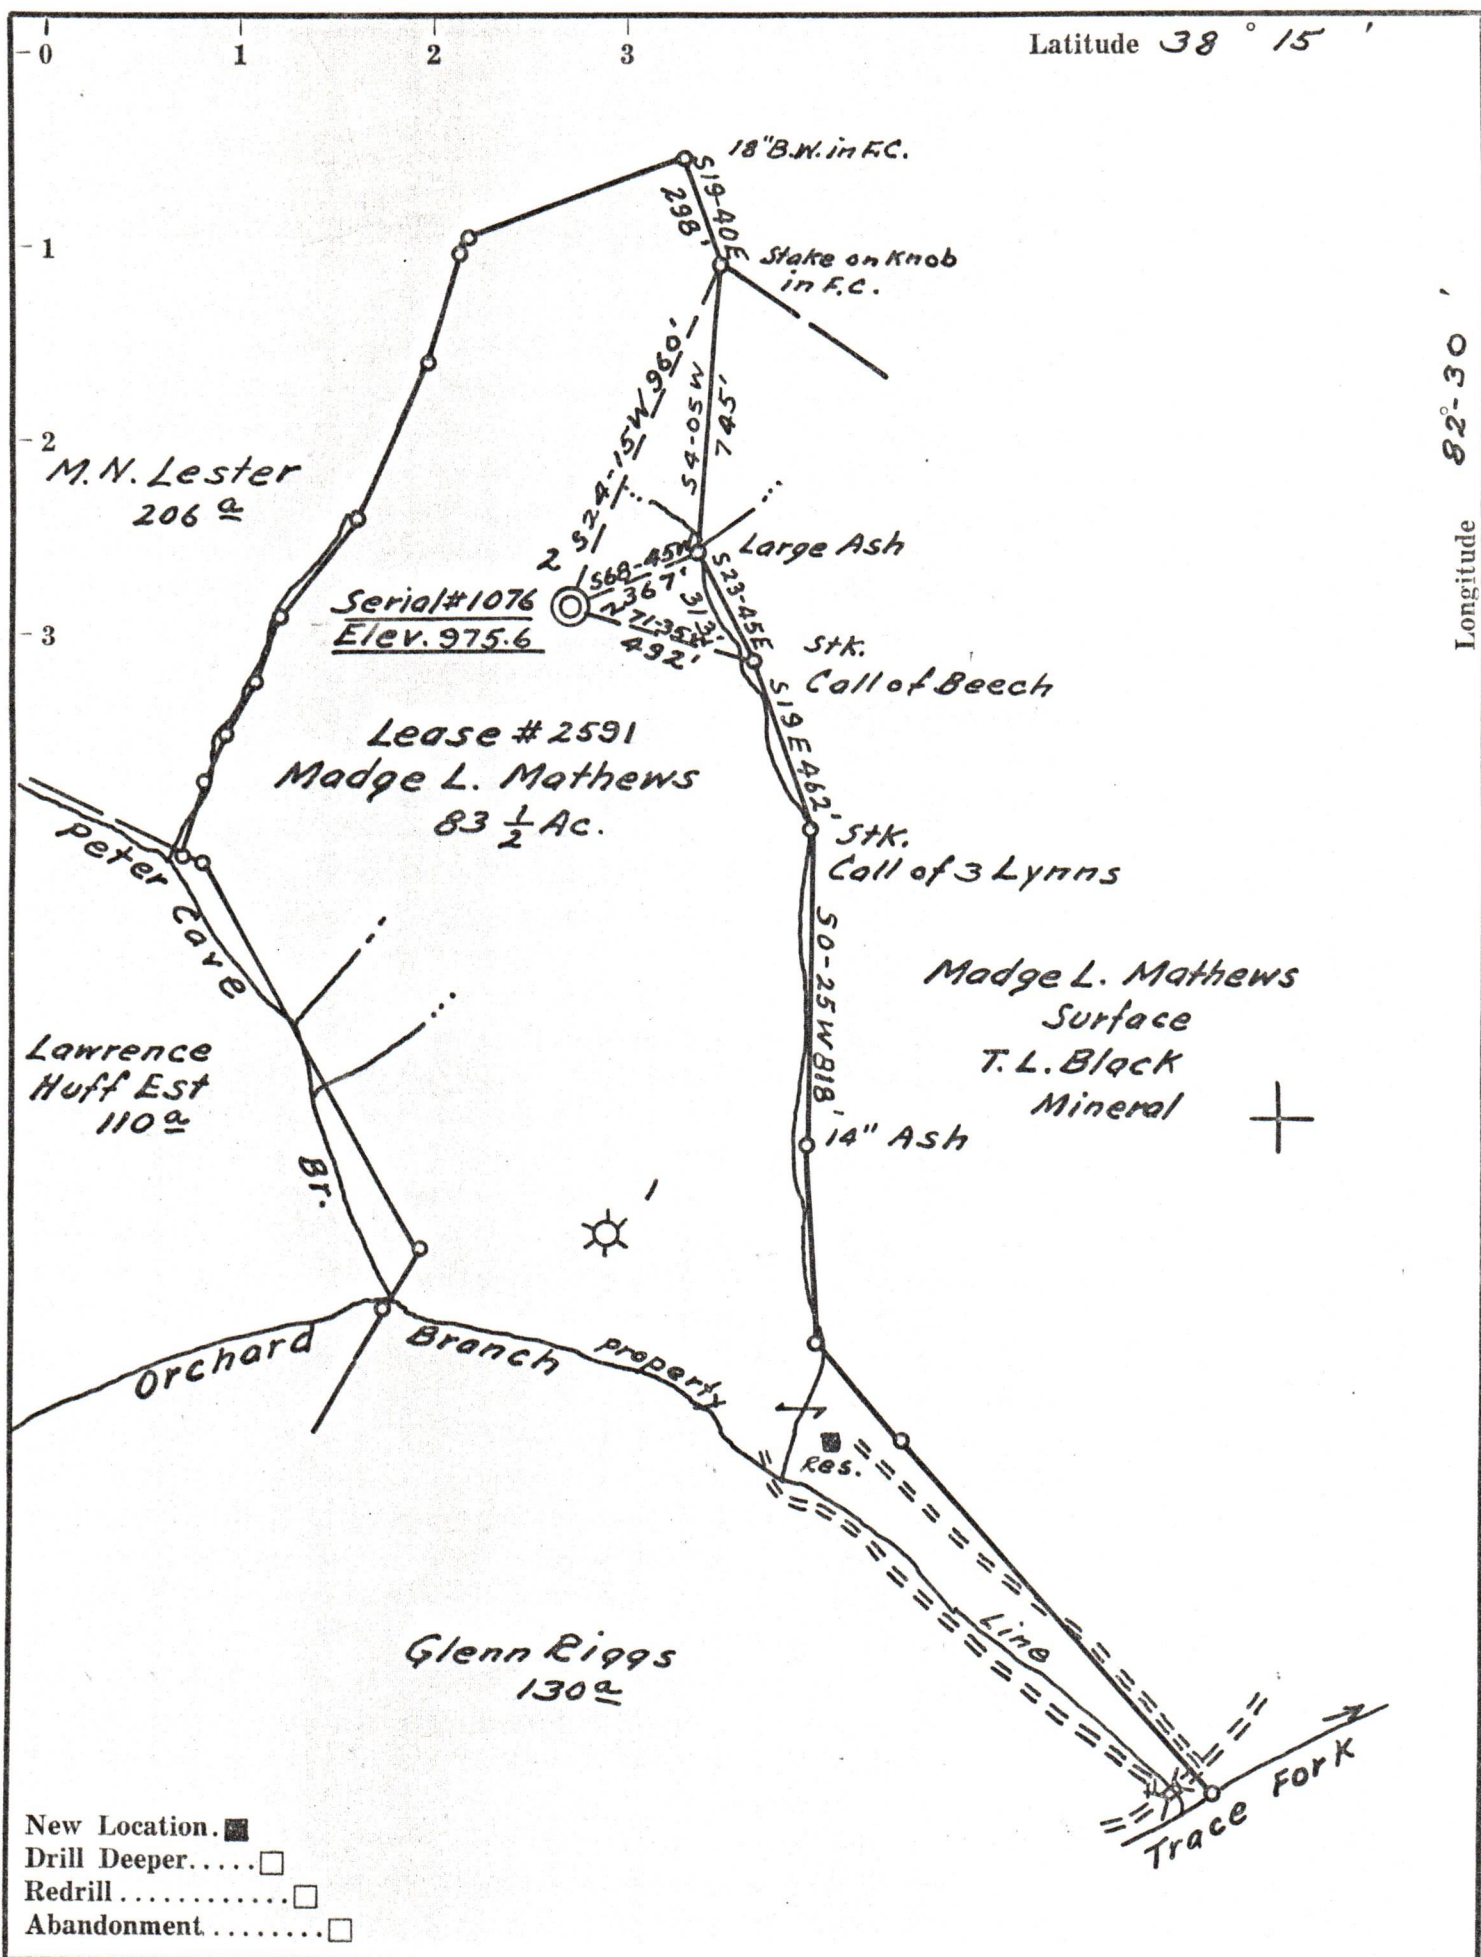 0 1 2 3
Latitude 38 ° 15 '
Longitude 82°-30 '
1
2
3
18" B.W. in F.C.
S19-40E
298'
Stake on Knob
in F.C.
S24-15W 960'
S4-05W
745'
M.N. Lester
206 a
Large Ash
2
S68-45W
367'
S23-45E
313'
Serial #1076
Elev. 975.6
N71-35W
492'
Stk.
Call of Beech
S19E 462'
Lease #2591
Madge L. Mathews
83 1/2 Ac.
Stk.
Call of 3 Lynns
Peter Cave Br.
S0-25W 818'
Madge L. Mathews
Surface
T.L. Black
Mineral
Lawrence
Huff Est
110 a
14" Ash
1
Orchard Branch Property Line
Res.
Glenn Riggs
130 a
Trace Fork
New Location. ■
Drill Deeper..... □
Redrill............ □
Abandonment........ □